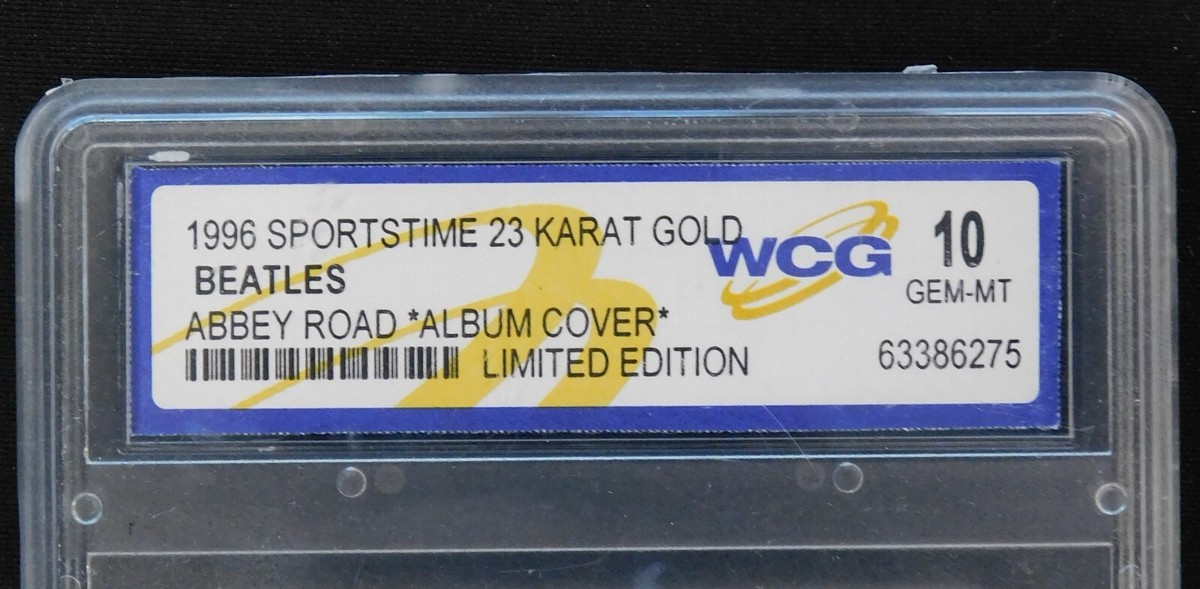 1996 SPORTSTIME 23 KARAT GOLD
WCG
10
BEATLES
GEM-MT
ABBEY ROAD *ALBUM COVER*
LIMITED EDITION
63386275